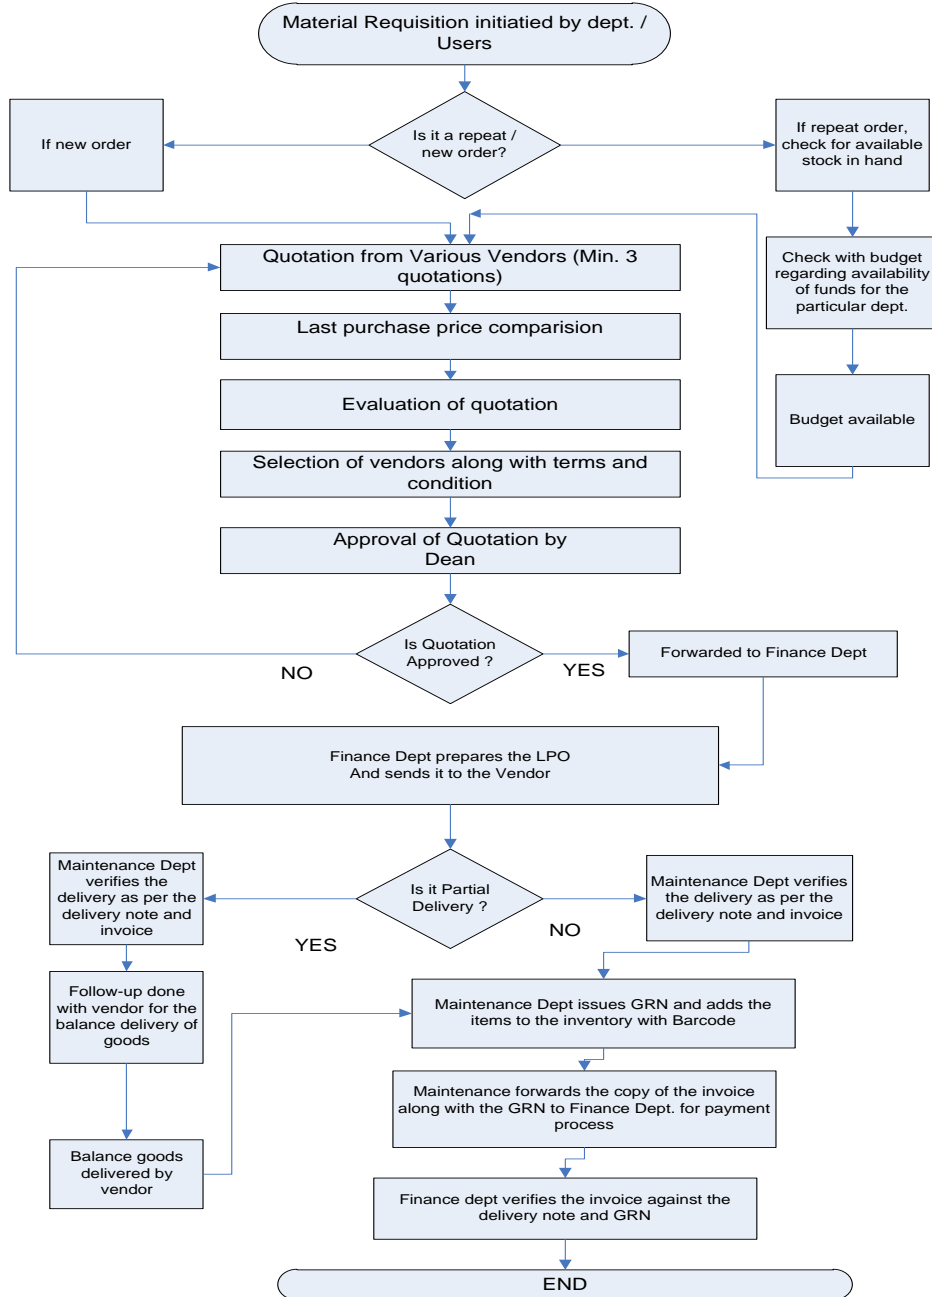 Material Requisition initiatied by dept. /
Users
Is it a repeat /
new order?
If new order
If repeat order,
check for available
stock in hand
Quotation from Various Vendors (Min. 3
quotations)
Check with budget
regarding availability
of funds for the
particular dept.
Last purchase price comparision
Evaluation of quotation
Budget available
Selection of vendors along with terms and
condition
Approval of Quotation by
Dean
Is Quotation
Approved ?
NO
YES
Forwarded to Finance Dept
Finance Dept prepares the LPO
And sends it to the Vendor
Is it Partial
Delivery ?
YES
NO
Maintenance Dept
verifies the
delivery as per the
delivery note and
invoice
Maintenance Dept verifies
the delivery as per the
delivery note and invoice
Follow-up done
with vendor for the
balance delivery of
goods
Maintenance Dept issues GRN and adds the
items to the inventory with Barcode
Balance goods
delivered by
vendor
Maintenance forwards the copy of the invoice
along with the GRN to Finance Dept. for payment
process
Finance dept verifies the invoice against the
delivery note and GRN
END